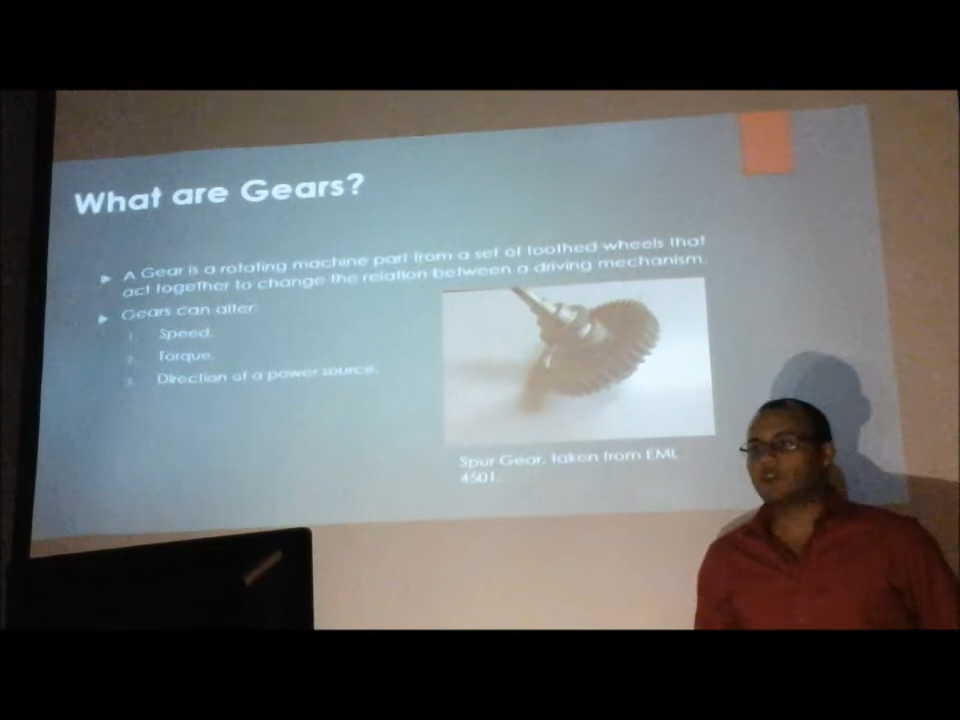 What are Gears?
A Gear is a rotating machine part from a set of toothed wheels that
act together to change the relation between a driving mechanism.
Gears can alter:
1. Speed.
2. Torque.
3. Direction of a power source.
Spur Gear, taken from EML
4501.